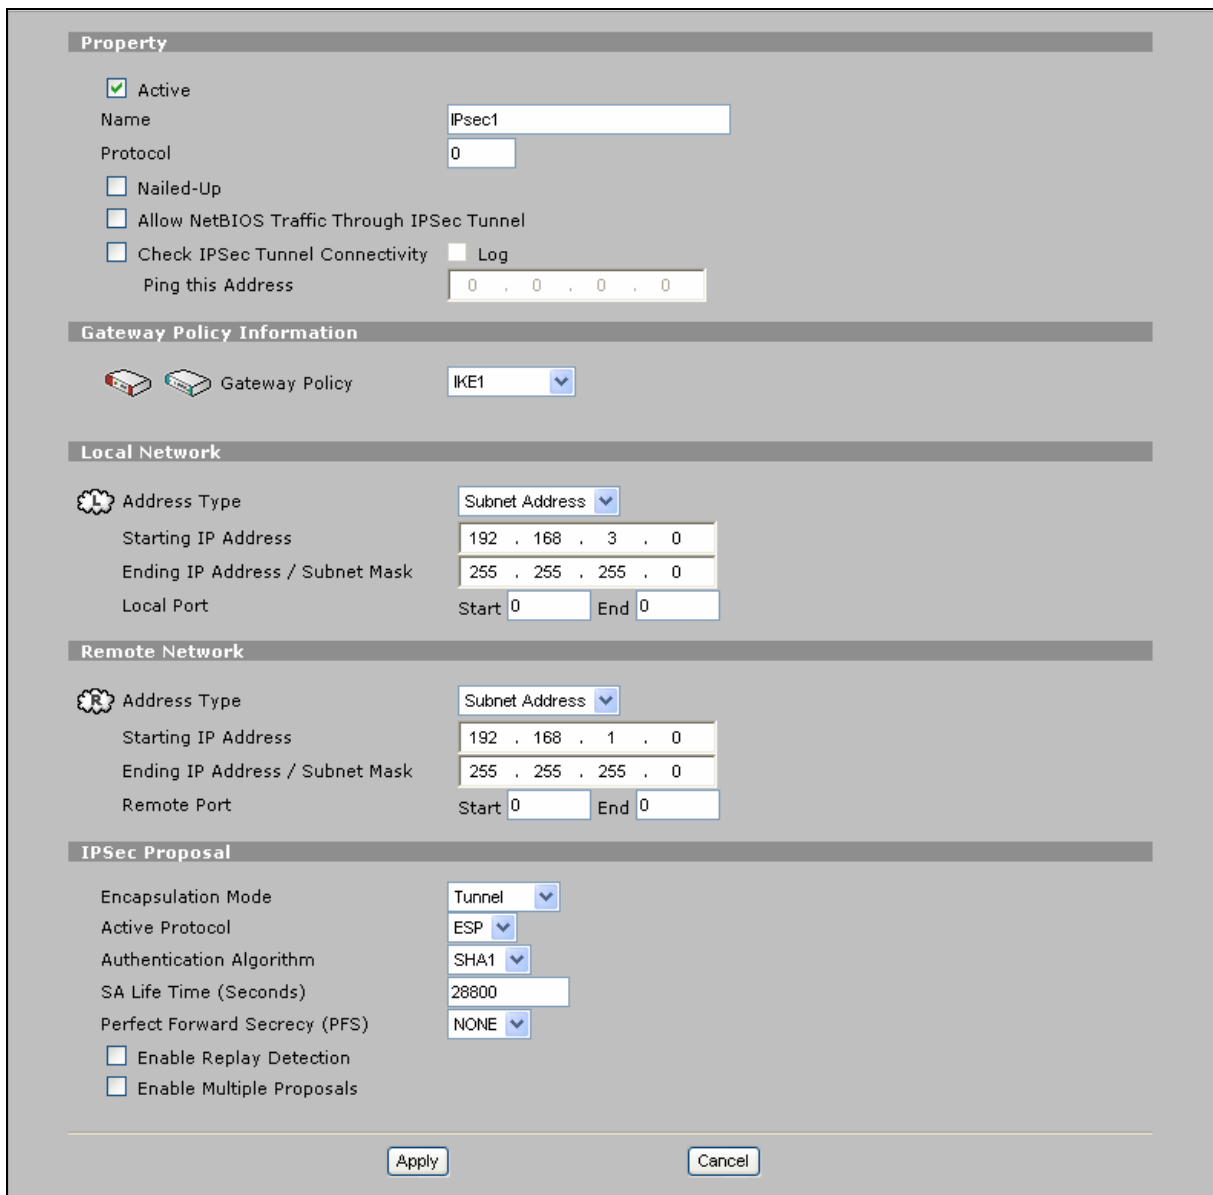 Property
Active
Name IPsec1
Protocol 0
Nailed-Up
Allow NetBIOS Traffic Through IPSec Tunnel
Check IPSec Tunnel Connectivity Log
Ping this Address 0 . 0 . 0 . 0
Gateway Policy Information
Gateway Policy IKE1
Local Network
L Address Type Subnet Address
Starting IP Address 192 . 168 . 3 . 0
Ending IP Address / Subnet Mask 255 . 255 . 255 . 0
Local Port Start 0 End 0
Remote Network
R Address Type Subnet Address
Starting IP Address 192 . 168 . 1 . 0
Ending IP Address / Subnet Mask 255 . 255 . 255 . 0
Remote Port Start 0 End 0
IPSec Proposal
Encapsulation Mode Tunnel
Active Protocol ESP
Authentication Algorithm SHA1
SA Life Time (Seconds) 28800
Perfect Forward Secrecy (PFS) NONE
Enable Replay Detection
Enable Multiple Proposals
Apply Cancel